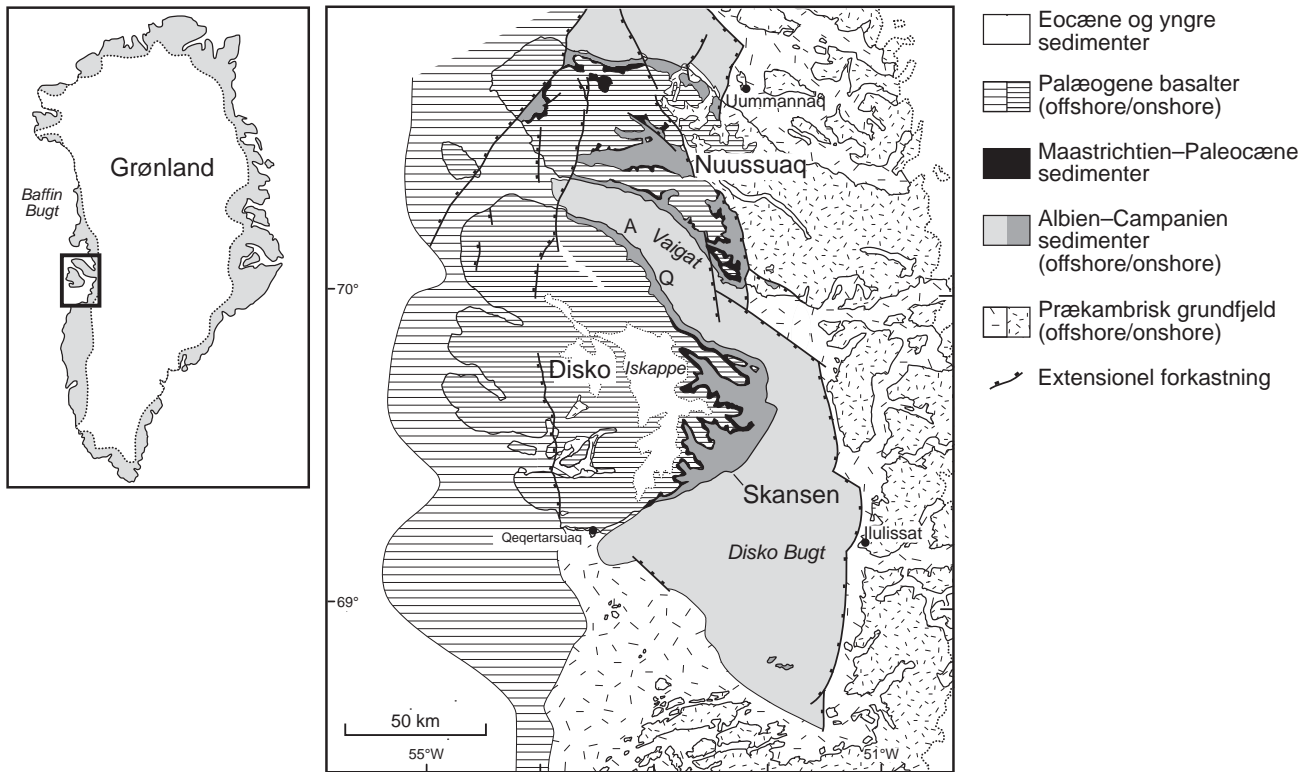 Grønland
Baffin
Bugt
Uummannaq
Nuussuaq
A
Vaigat
Q
70°
Disko
Iskappe
Skansen
Qeqertarsuaq
Ilulissat
Disko Bugt
69°
50 km
55°W
51°W
Eocæne og yngre
sedimenter
Palæogene basalter
(offshore/onshore)
Maastrichtien–Paleocæne
sedimenter
Albien–Campanien
sedimenter
(offshore/onshore)
Prækambrisk grundfjeld
(offshore/onshore)
Extensionel forkastning